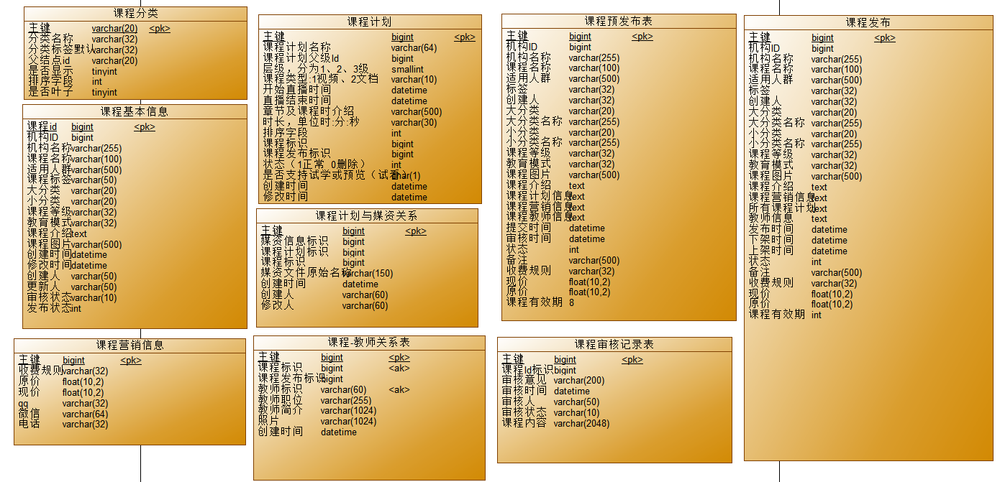 课程分类
主键 varchar(20) <pk>
分类名称 varchar(32)
分类标签默认 varchar(32)
父结点id varchar(20)
是否显示 tinyint
排序字段 int
是否叶子 tinyint
课程基本信息
课程id bigint <pk>
机构ID bigint
机构名称 varchar(255)
课程名称 varchar(100)
适用人群 varchar(500)
课程标签 varchar(50)
大分类 varchar(20)
小分类 varchar(20)
课程等级 varchar(32)
教育模式 varchar(32)
课程介绍 text
课程图片 varchar(500)
创建时间 datetime
修改时间 datetime
创建人 varchar(50)
更新人 varchar(50)
审核状态 varchar(10)
发布状态 int
课程营销信息
主键 bigint <pk>
收费规则 varchar(32)
原价 float(10,2)
现价 float(10,2)
qq varchar(32)
微信 varchar(64)
电话 varchar(32)
课程计划
主键 bigint <pk>
课程计划名称 varchar(64)
课程计划父级Id bigint
层级，分为1、2、3级 smallint
课程类型:1视频、2文档 varchar(10)
开始直播时间 datetime
直播结束时间 datetime
章节及课程时介绍 varchar(500)
时长，单位时:分:秒 varchar(30)
排序字段 int
课程标识 bigint
课程发布标识 bigint
状态（1正常 0删除） int
是否支持试学或预览（试看） char(1)
创建时间 datetime
修改时间 datetime
课程计划与媒资关系
主键 bigint <pk>
媒资信息标识 bigint
课程计划标识 bigint
课程标识 bigint
媒资文件原始名称 varchar(150)
创建时间 datetime
创建人 varchar(60)
修改人 varchar(60)
课程-教师关系表
主键 bigint <pk>
课程标识 bigint <ak>
课程发布标识 bigint
教师标识 varchar(60) <ak>
教师职位 varchar(255)
教师简介 varchar(1024)
照片 varchar(1024)
创建时间 datetime
课程预发布表
主键 bigint <pk>
机构ID bigint
机构名称 varchar(255)
课程名称 varchar(100)
适用人群 varchar(500)
标签 varchar(32)
创建人 varchar(32)
大分类 varchar(20)
大分类名称 varchar(255)
小分类 varchar(20)
小分类名称 varchar(255)
课程等级 varchar(32)
教育模式 varchar(32)
课程图片 varchar(500)
课程介绍 text
课程计划信息 text
课程营销信息 text
课程教师信息 text
提交时间 datetime
审核时间 datetime
状态 int
备注 varchar(500)
收费规则 varchar(32)
现价 float(10,2)
原价 float(10,2)
课程有效期 8
课程审核记录表
主键 bigint <pk>
课程Id标识 bigint
审核意见 varchar(200)
审核时间 datetime
审核人 varchar(50)
审核状态 varchar(10)
课程内容 varchar(2048)
课程发布
主键 bigint <pk>
机构ID bigint
机构名称 varchar(255)
课程名称 varchar(100)
适用人群 varchar(500)
标签 varchar(32)
创建人 varchar(32)
大分类 varchar(20)
大分类名称 varchar(255)
小分类 varchar(20)
小分类名称 varchar(255)
课程等级 varchar(32)
教育模式 varchar(32)
课程图片 varchar(500)
课程介绍 text
课程营销信息 text
所有课程计划 text
教师信息 text
发布时间 datetime
下架时间 datetime
上架时间 datetime
状态 int
备注 varchar(500)
收费规则 varchar(32)
现价 float(10,2)
原价 float(10,2)
课程有效期 int